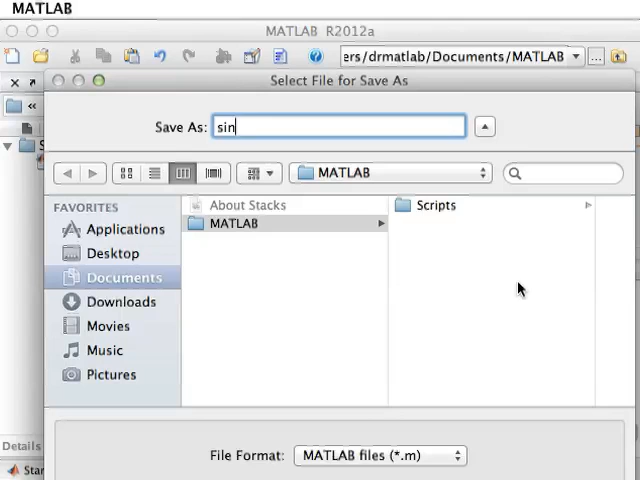 MATLAB
MATLAB R2012a
ers/drmatlab/Documents/MATLAB
...
Select File for Save As
Save As: sin
MATLAB
FAVORITES
Applications
Desktop
Documents
Downloads
Movies
Music
Pictures
About Stacks
MATLAB
Scripts
File Format: MATLAB files (*.m)
Details
Star